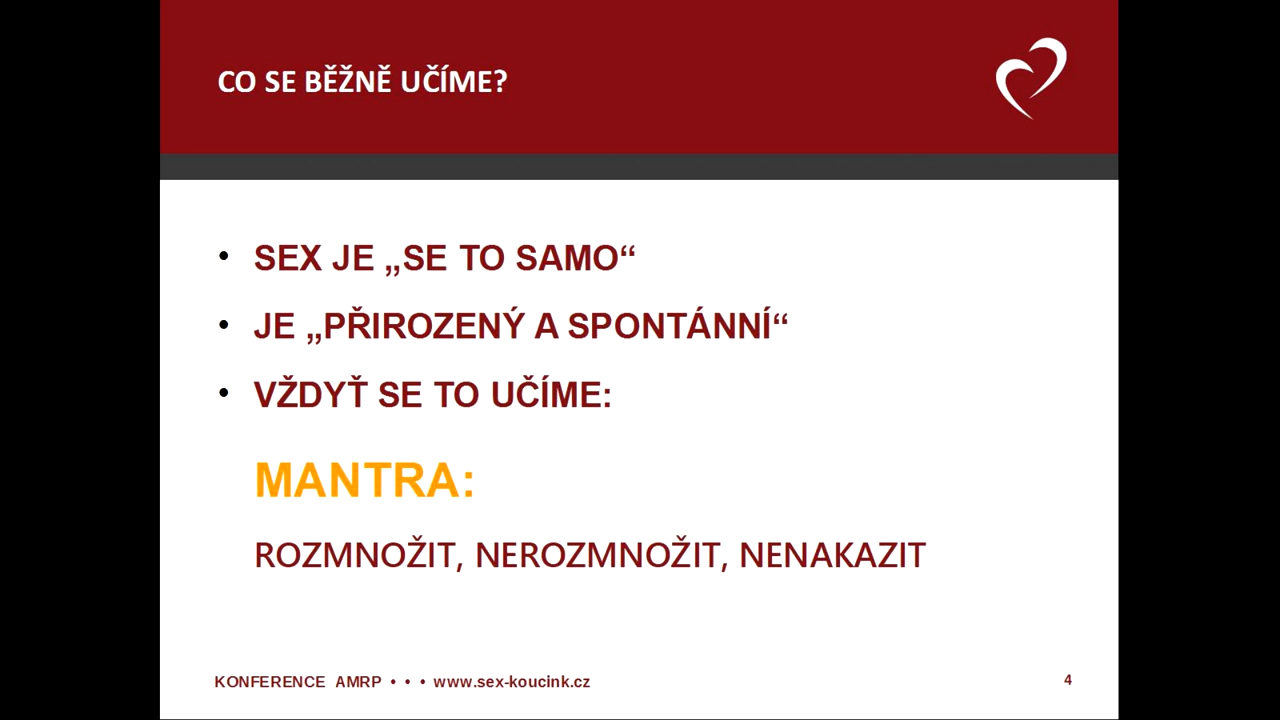 CO SE BĚŽNĚ UČÍME?
• SEX JE „SE TO SAMO“
• JE „PŘIROZENÝ A SPONTÁNNÍ“
• VŽDYŤ SE TO UČÍME:
MANTRA:
ROZMNOŽIT, NEROZMNOŽIT, NENAKAZIT
KONFERENCE AMRP • • • www.sex-koucink.cz
4